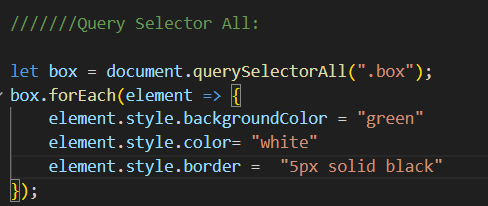 ///////Query Selector All:
let box = document.querySelectorAll(".box");
box.forEach(element => {
    element.style.backgroundColor = "green"
    element.style.color= "white"
    element.style.border =  "5px solid black"
});